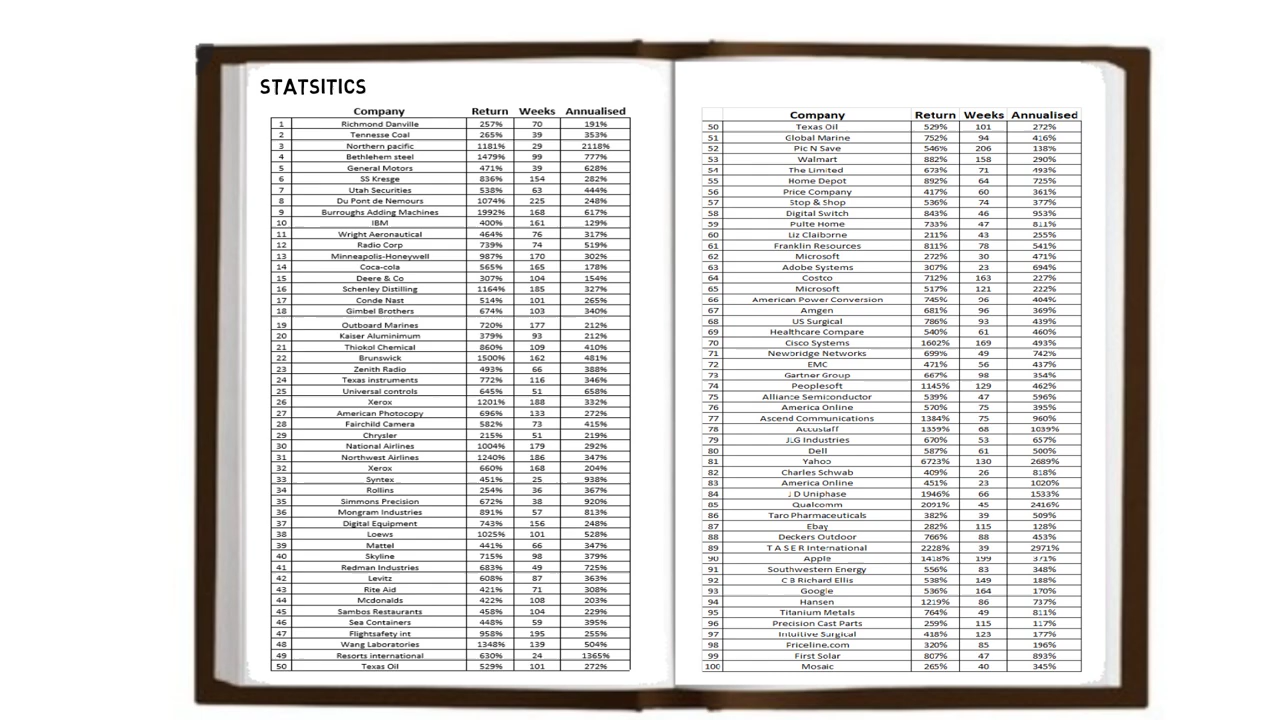 STATSITICS
Company Return Weeks Annualised
1 Richmond Danville 257% 70 191%
2 Tennesse Coal 265% 39 353%
3 Northern pacific 1181% 29 2118%
4 Bethlehem steel 1479% 99 777%
5 General Motors 471% 39 628%
6 SS Kresge 836% 154 282%
7 Utah Securities 538% 63 444%
8 Du Pont de Nemours 1074% 225 248%
9 Burroughs Adding Machines 1992% 168 617%
10 IBM 400% 161 129%
11 Wright Aeronautical 464% 76 317%
12 Radio Corp 739% 74 519%
13 Minneapolis-Honeywell 987% 170 302%
14 Coca-cola 565% 165 178%
15 Deere & Co 307% 104 154%
16 Schenley Distilling 1164% 185 327%
17 Conde Nast 514% 101 265%
18 Gimbel Brothers 674% 103 340%
19 Outboard Marines 720% 177 212%
20 Kaiser Aluminimum 379% 93 212%
21 Thiokol Chemical 860% 109 410%
22 Brunswick 1500% 162 481%
23 Zenith Radio 493% 66 388%
24 Texas instruments 772% 116 346%
25 Universal controls 645% 51 658%
26 Xerox 1201% 188 332%
27 American Photocopy 696% 133 272%
28 Fairchild Camera 582% 73 415%
29 Chrysler 215% 51 219%
30 National Airlines 1004% 179 292%
31 Northwest Airlines 1240% 186 347%
32 Xerox 660% 168 204%
33 Syntex 451% 25 938%
34 Rollins 254% 36 367%
35 Simmons Precision 672% 38 920%
36 Mongram Industries 891% 57 813%
37 Digital Equipment 743% 156 248%
38 Loews 1025% 101 528%
39 Mattel 441% 66 347%
40 Skyline 715% 98 379%
41 Redman Industries 683% 49 725%
42 Levitz 608% 87 363%
43 Rite Aid 421% 71 308%
44 Mcdonalds 422% 108 203%
45 Sambos Restaurants 458% 104 229%
46 Sea Containers 448% 59 395%
47 Flightsafety int 958% 195 255%
48 Wang Laboratories 1348% 139 504%
49 Resorts international 630% 24 1365%
50 Texas Oil 529% 101 272%
Company Return Weeks Annualised
50 Texas Oil 529% 101 272%
51 Global Marine 752% 94 416%
52 Pic N Save 546% 206 138%
53 Walmart 882% 158 290%
54 The Limited 673% 71 493%
55 Home Depot 892% 64 725%
56 Price Company 417% 60 361%
57 Stop & Shop 536% 74 377%
58 Digital Switch 843% 46 953%
59 Pulte Home 733% 47 811%
60 Liz Claiborne 211% 43 255%
61 Franklin Resources 811% 78 541%
62 Microsoft 272% 30 471%
63 Adobe Systems 307% 23 694%
64 Costco 712% 163 227%
65 Microsoft 517% 121 222%
66 American Power Conversion 745% 96 404%
67 Amgen 681% 96 369%
68 US Surgical 786% 93 439%
69 Healthcare Compare 540% 61 460%
70 Cisco Systems 1602% 169 493%
71 Newbridge Networks 699% 49 742%
72 EMC 471% 56 437%
73 Gartner Group 667% 98 354%
74 Peoplesoft 1145% 129 462%
75 Alliance Semiconductor 539% 47 596%
76 America Online 570% 75 395%
77 Ascend Communications 1384% 75 960%
78 Accustaff 1359% 68 1039%
79 JLG Industries 670% 53 657%
80 Dell 587% 61 500%
81 Yahoo 6723% 130 2689%
82 Charles Schwab 409% 26 818%
83 America Online 451% 23 1020%
84 J D Uniphase 1946% 66 1533%
85 Qualcomm 2091% 45 2416%
86 Taro Pharmaceuticals 382% 39 509%
87 Ebay 282% 115 128%
88 Deckers Outdoor 766% 88 453%
89 T A S E R International 2228% 39 2971%
90 Apple 1418% 199 371%
91 Southwestern Energy 556% 83 348%
92 C B Richard Ellis 538% 149 188%
93 Google 536% 164 170%
94 Hansen 1219% 86 737%
95 Titanium Metals 764% 49 811%
96 Precision Cast Parts 259% 115 117%
97 Intuitive Surgical 418% 123 177%
98 Priceline.com 320% 85 196%
99 First Solar 807% 47 893%
100 Mosaic 265% 40 345%